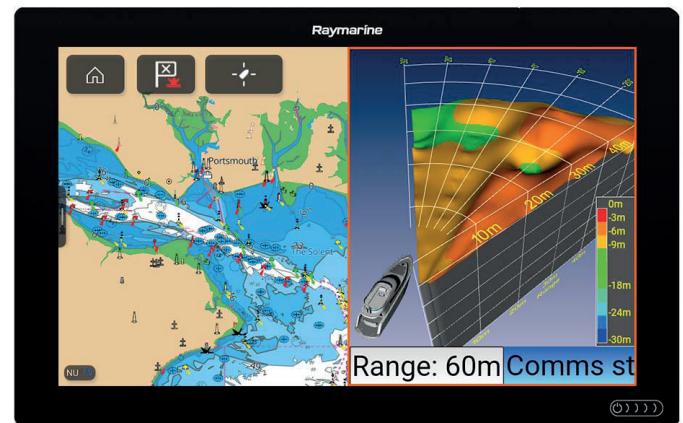 Raymarine
Portsmouth
The Solent
NU
10m
20m
30m
40m
Range
0m
-3m
-6m
-9m
-18m
-24m
-30m
Range: 60m
Comms st